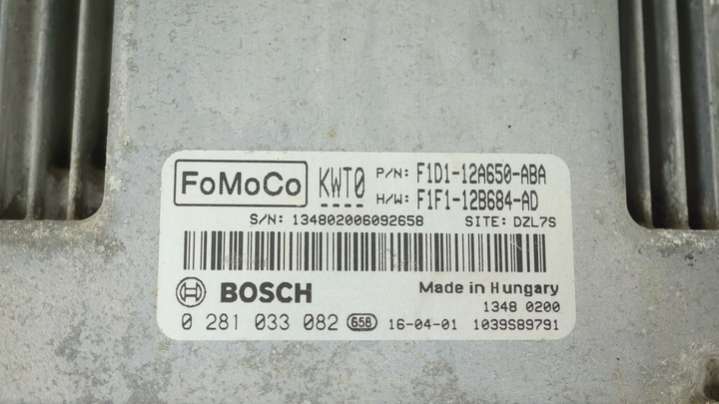 FoMoCo KWT0 P/N: F1D1-12A650-ABA
H/W: F1F1-12B684-AD
S/N: 134802006092658 SITE: DZL7S
BOSCH Made in Hungary
1348 0200
0 281 033 082 658 16-04-01 1039S89791